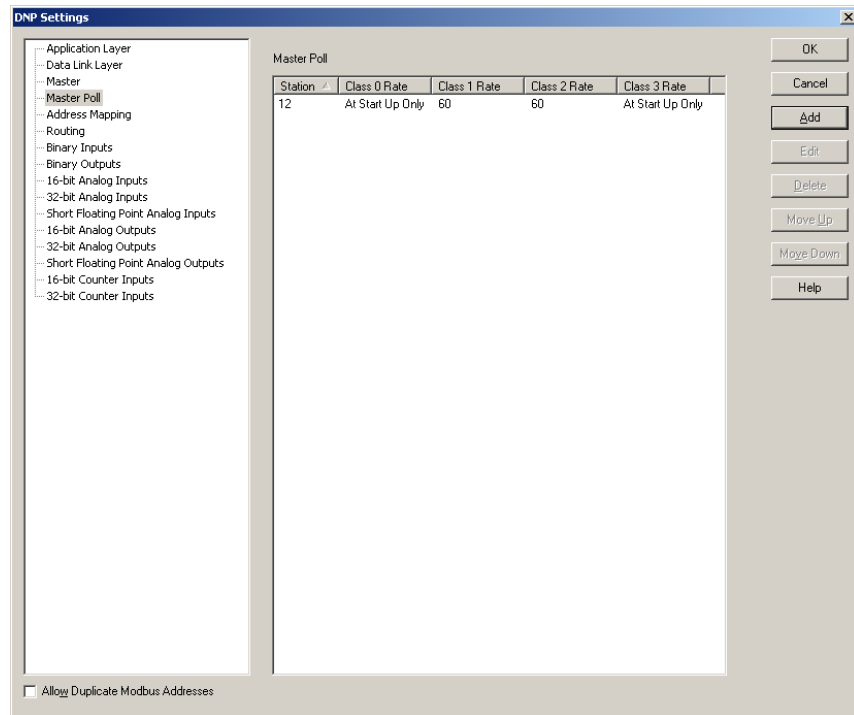 DNP Settings
Application Layer
Data Link Layer
Master
Master Poll
Address Mapping
Routing
Binary Inputs
Binary Outputs
16-bit Analog Inputs
32-bit Analog Inputs
Short Floating Point Analog Inputs
16-bit Analog Outputs
32-bit Analog Outputs
Short Floating Point Analog Outputs
16-bit Counter Inputs
32-bit Counter Inputs
Allow Duplicate Modbus Addresses
Master Poll
Station Class 0 Rate Class 1 Rate Class 2 Rate Class 3 Rate
12 At Start Up Only 60 60 At Start Up Only
OK
Cancel
Add
Edit
Delete
Move Up
Move Down
Help